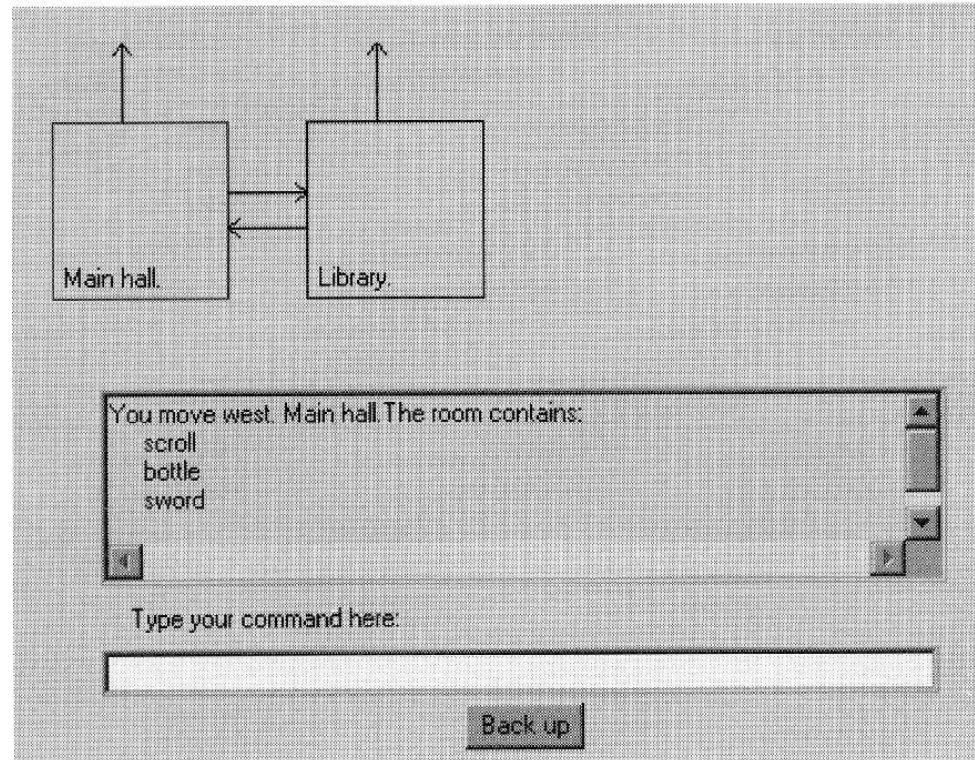 Main hall.
Library.
You move west. Main hall.The room contains:
scroll
bottle
sword
Type your command here:
Back up